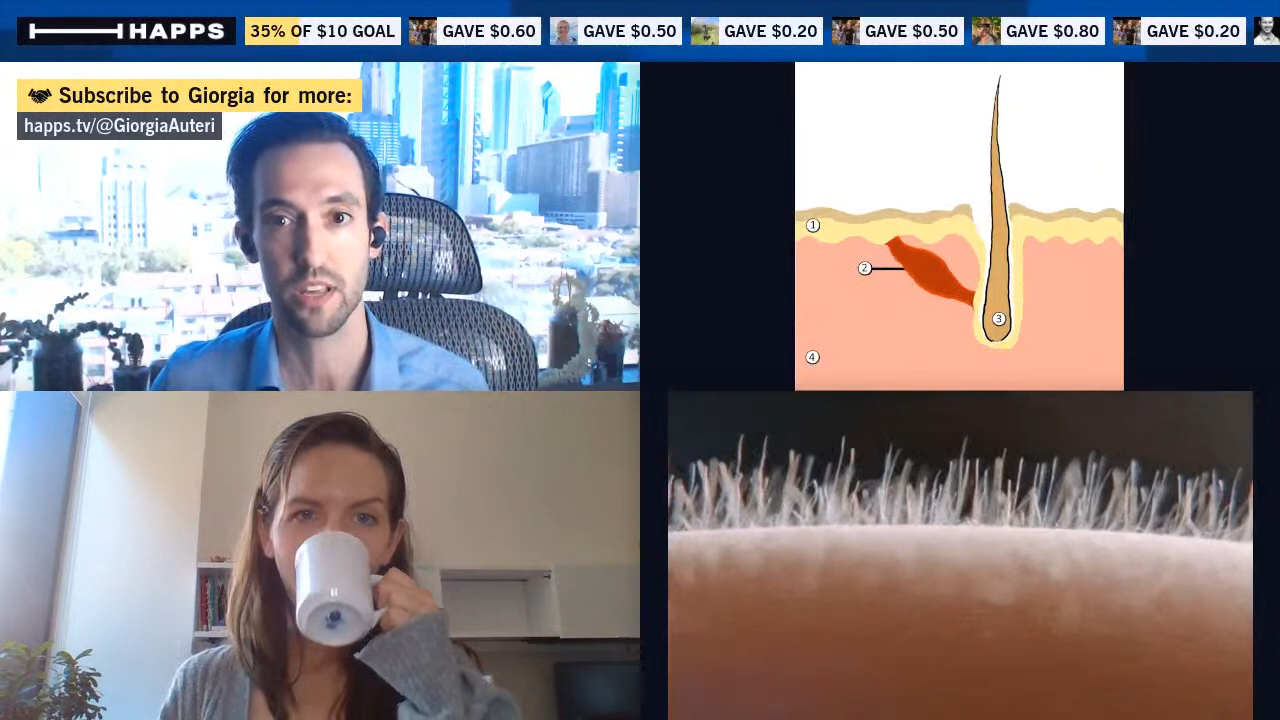 HAPPS
35% OF $10 GOAL
GAVE $0.60
GAVE $0.50
GAVE $0.20
GAVE $0.50
GAVE $0.80
GAVE $0.20
Subscribe to Giorgia for more:
happs.tv/@GiorgiaAuteri
1
2
3
4